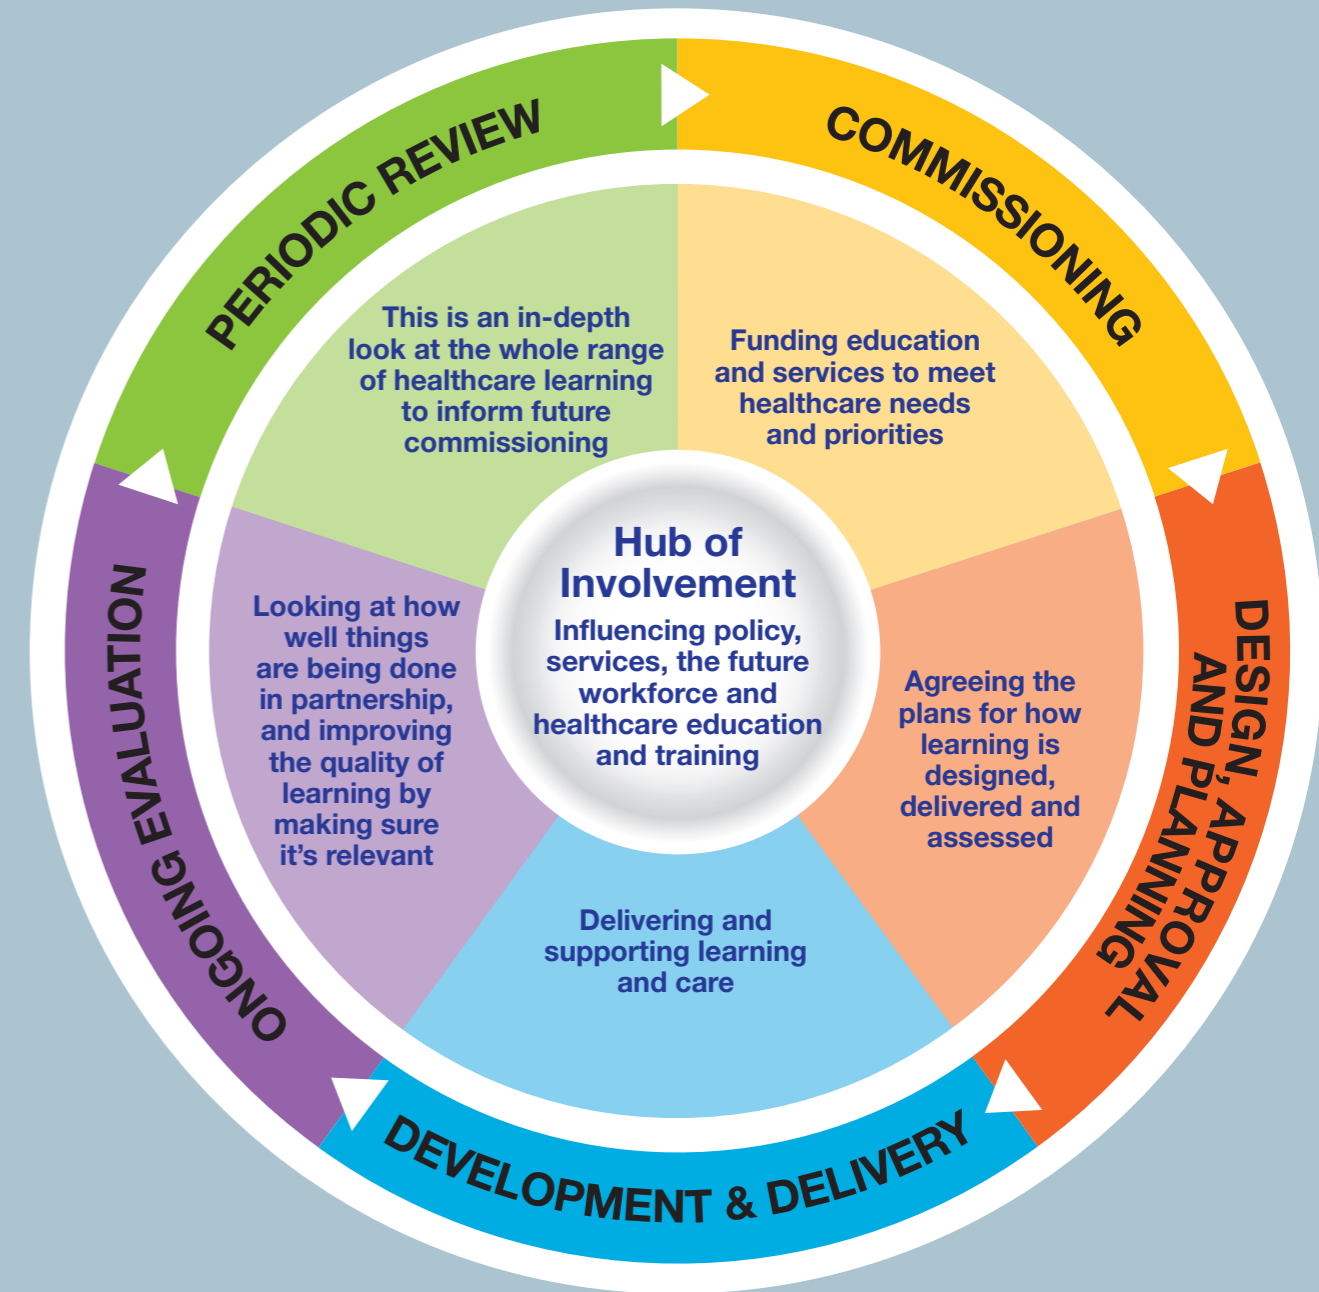 PERIODIC REVIEW
COMMISSIONING
DESIGN, APPROVAL
AND PLANNING
DEVELOPMENT & DELIVERY
ONGOING EVALUATION
This is an in-depth
look at the whole range
of healthcare learning
to inform future
commissioning
Funding education
and services to meet
healthcare needs
and priorities
Agreeing the
plans for how
learning is
designed,
delivered and
assessed
Delivering and
supporting learning
and care
Looking at how
well things
are being done
in partnership,
and improving
the quality of
learning by
making sure
it's relevant
Hub of
Involvement
Influencing policy,
services, the future
workforce and
healthcare education
and training